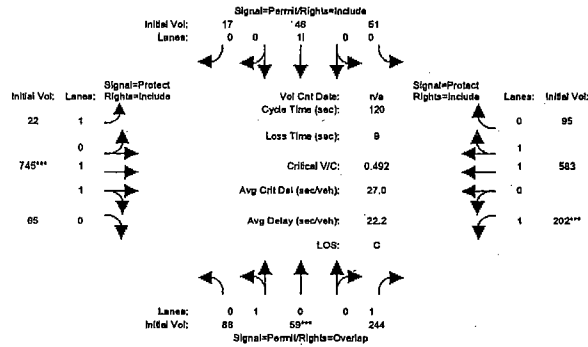 Signal=Permit/Rights=Include
Initial Vol: 17 48 51
Lanes: 0 0 1! 0 0
Signal=Protect Signal=Protect
Initial Vol: Lanes: Rights=Include Vol Cnt Date: n/a Rights=Include Lanes: Initial Vol:
Cycle Time (sec): 120
22 1 0 95
Loss Time (sec): 9
0 1
745*** 1 Critical V/C: 0.492 1 583
1 Avg Crit Del (sec/veh): 27.0 0
65 0 Avg Delay (sec/veh): 22.2 1 202***
LOS: C
Lanes: 0 1 0 0 1
Initial Vol: 88 59*** 244
Signal=Permit/Rights=Overlap